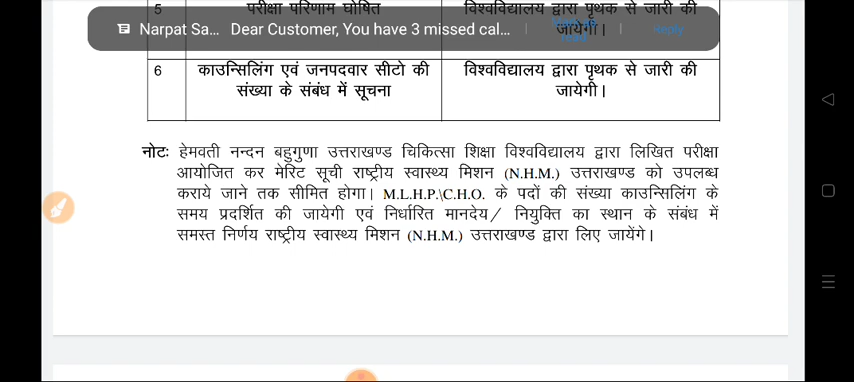 5 परीक्षा परिणाम घोषित विश्वविद्यालय द्वारा पृथक से जारी की
जायेगी।
Narpat Sa... Dear Customer, You have 3 missed cal... Reply
6 काउन्सिलिंग एवं जनपदवार सीटो की विश्वविद्यालय द्वारा पृथक से जारी की
संख्या के संबंध में सूचना जायेगी।
नोटः हेमवती नन्दन बहुगुणा उत्तराखण्ड चिकित्सा शिक्षा विश्वविद्यालय द्वारा लिखित परीक्षा
आयोजित कर मेरिट सूची राष्ट्रीय स्वास्थ्य मिशन (N.H.M.) उत्तराखण्ड को उपलब्ध
कराये जाने तक सीमित होगा। M.L.H.P.\C.H.O. के पदों की संख्या काउन्सिलिंग के
समय प्रदर्शित की जायेगी एवं निर्धारित मानदेय/ नियुक्ति का स्थान के संबंध में
समस्त निर्णय राष्ट्रीय स्वास्थ्य मिशन (N.H.M.) उत्तराखण्ड द्वारा लिए जायेंगे।